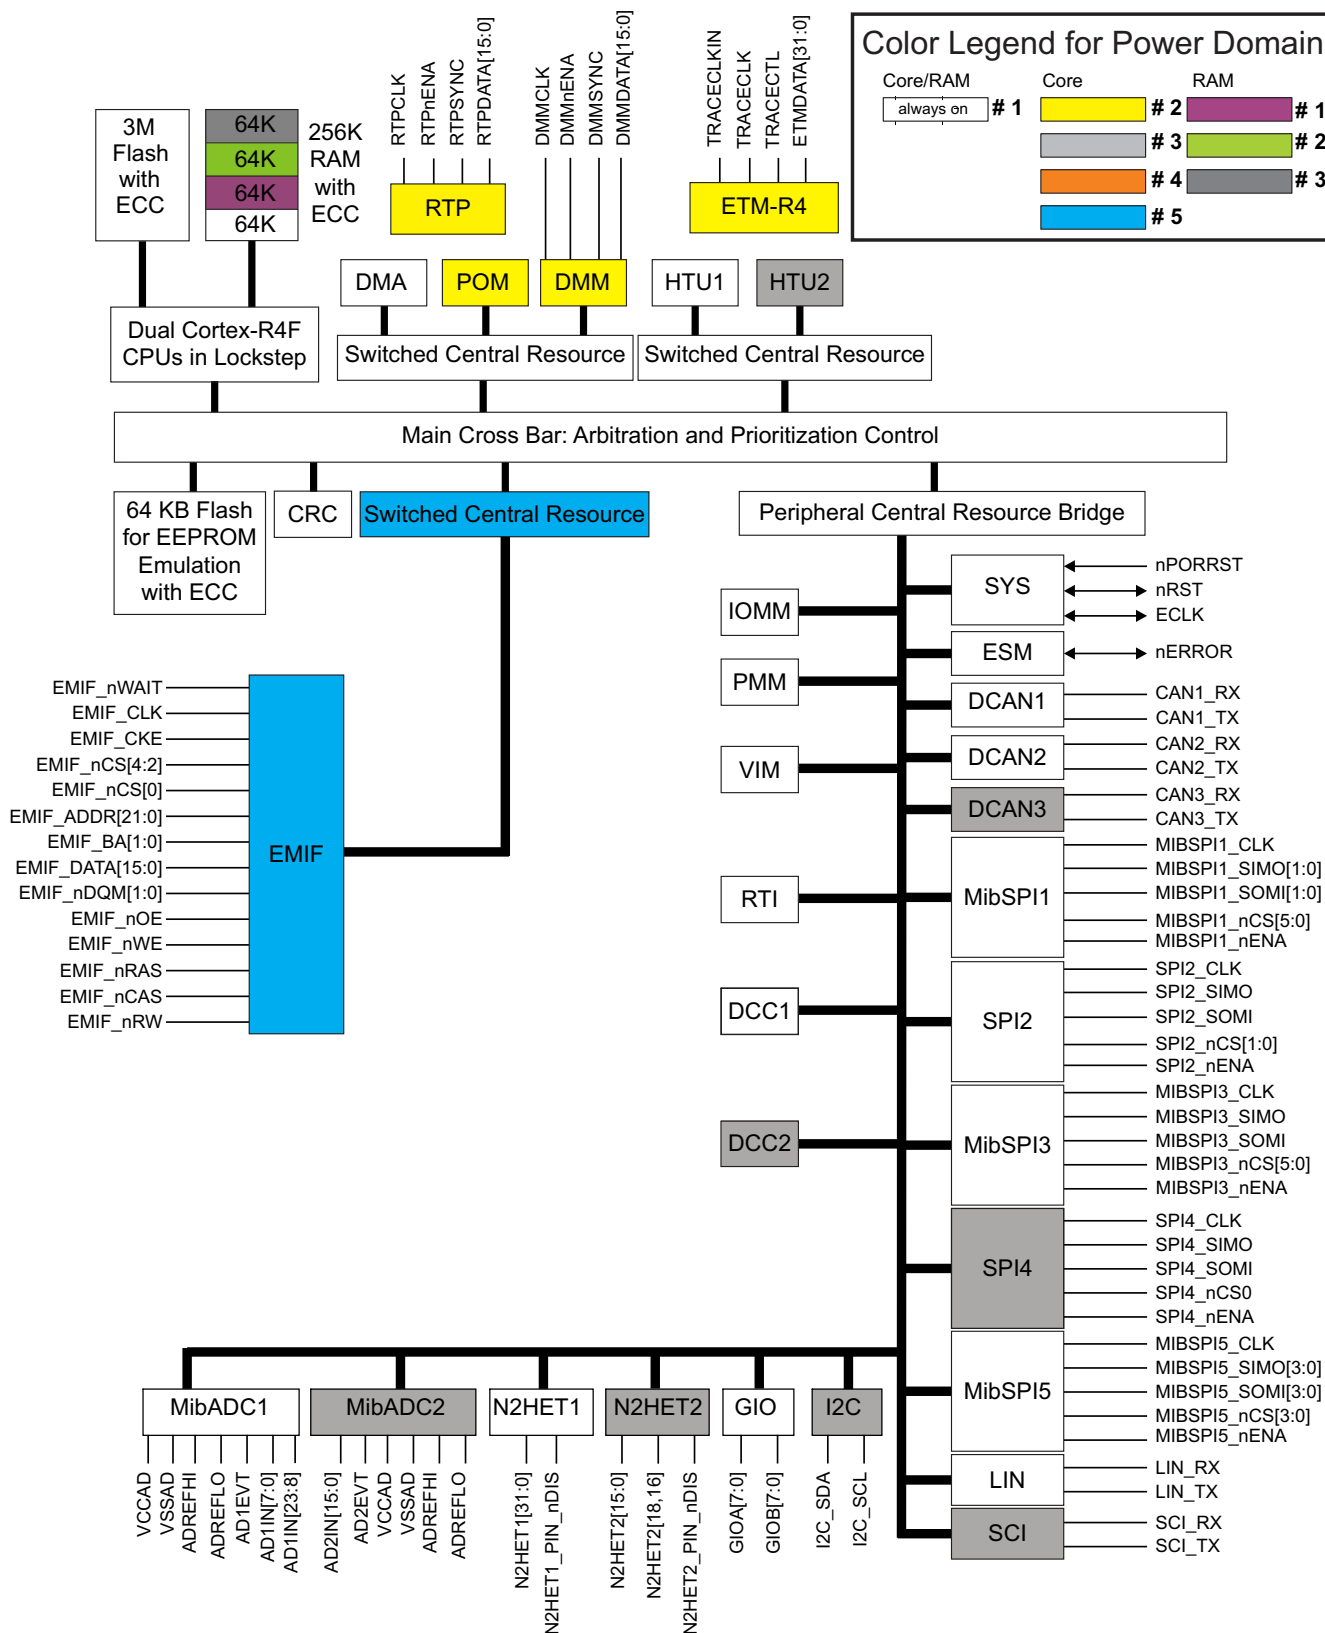 Color Legend for Power Domain
Core/RAM
Core
RAM
always on
# 1
# 2
# 1
# 3
# 2
# 4
# 3
# 5
3M
Flash
with
ECC
64K
64K
64K
64K
256K
RAM
with
ECC
RTPCLK
RTPnENA
RTPSYNC
RTPDATA[15:0]
RTP
DMMCLK
DMMnENA
DMMSYNC
DMMDATA[15:0]
TRACECLKIN
TRACECLK
TRACECTL
ETMDATA[31:0]
ETM-R4
DMA
POM
DMM
HTU1
HTU2
Dual Cortex-R4F
CPUs in Lockstep
Switched Central Resource
Switched Central Resource
Main Cross Bar: Arbitration and Prioritization Control
64 KB Flash
for EEPROM
Emulation
with ECC
CRC
Switched Central Resource
Peripheral Central Resource Bridge
EMIF_nWAIT
EMIF_CLK
EMIF_CKE
EMIF_nCS[4:2]
EMIF_nCS[0]
EMIF_ADDR[21:0]
EMIF_BA[1:0]
EMIF_DATA[15:0]
EMIF_nDQM[1:0]
EMIF_nOE
EMIF_nWE
EMIF_nRAS
EMIF_nCAS
EMIF_nRW
EMIF
IOMM
PMM
VIM
RTI
DCC1
DCC2
SYS
nPORRST
nRST
ECLK
ESM
nERROR
DCAN1
CAN1_RX
CAN1_TX
DCAN2
CAN2_RX
CAN2_TX
DCAN3
CAN3_RX
CAN3_TX
MibSPI1
MIBSPI1_CLK
MIBSPI1_SIMO[1:0]
MIBSPI1_SOMI[1:0]
MIBSPI1_nCS[5:0]
MIBSPI1_nENA
SPI2
SPI2_CLK
SPI2_SIMO
SPI2_SOMI
SPI2_nCS[1:0]
SPI2_nENA
MibSPI3
MIBSPI3_CLK
MIBSPI3_SIMO
MIBSPI3_SOMI
MIBSPI3_nCS[5:0]
MIBSPI3_nENA
SPI4
SPI4_CLK
SPI4_SIMO
SPI4_SOMI
SPI4_nCS0
SPI4_nENA
MibSPI5
MIBSPI5_CLK
MIBSPI5_SIMO[3:0]
MIBSPI5_SOMI[3:0]
MIBSPI5_nCS[3:0]
MIBSPI5_nENA
LIN
LIN_RX
LIN_TX
SCI
SCI_RX
SCI_TX
MibADC1
MibADC2
N2HET1
N2HET2
GIO
I2C
VCCAD
VSSAD
ADREFHI
ADREFLO
AD1EVT
AD1IN[7:0]
AD1IN[23:8]
AD2IN[15:0]
AD2EVT
VCCAD
VSSAD
ADREFHI
ADREFLO
N2HET1[31:0]
N2HET1_PIN_nDIS
N2HET2[15:0]
N2HET2[18,16]
N2HET2_PIN_nDIS
GIOA[7:0]
GIOB[7:0]
I2C_SDA
I2C_SCL